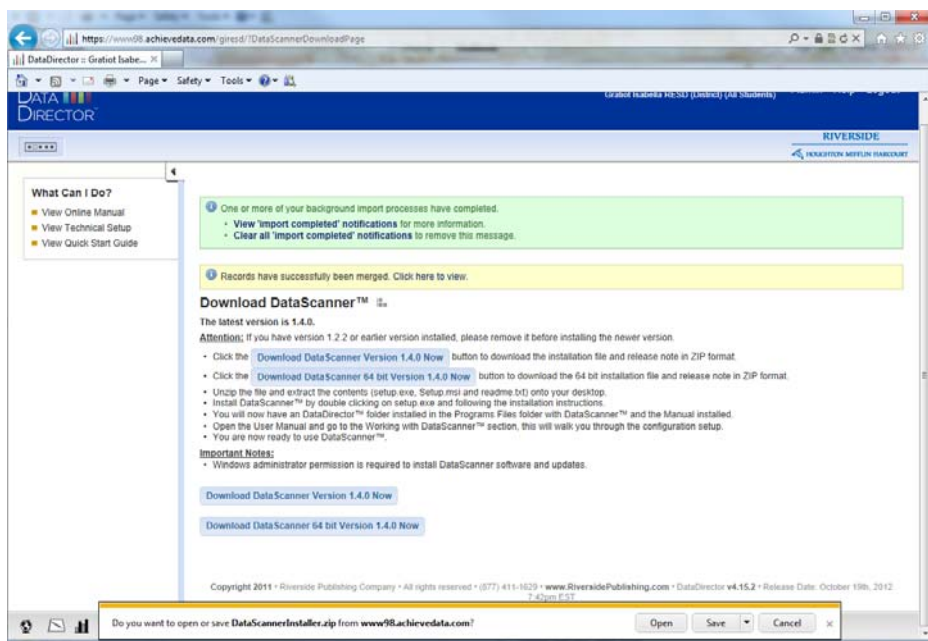 https://www98.achievedata.com/giresd/?DataScannerDownloadPage
DataDirector :: Gratiot Isabe...
Page Safety Tools
DATA
DIRECTOR
Gratiot Isabella RESD (District) (All Students)
RIVERSIDE
HOUGHTON MIFFLIN HARCOURT
What Can I Do?
View Online Manual
View Technical Setup
View Quick Start Guide
One or more of your background import processes have completed.
• View 'import completed' notifications for more information.
• Clear all 'import completed' notifications to remove this message.
Records have successfully been merged. Click here to view.
Download DataScanner™
The latest version is 1.4.0.
Attention: If you have version 1.2.2 or earlier version installed, please remove it before installing the newer version.
• Click the Download DataScanner Version 1.4.0 Now button to download the installation file and release note in ZIP format.
• Click the Download DataScanner 64 bit Version 1.4.0 Now button to download the 64 bit installation file and release note in ZIP format.
• Unzip the file and extract the contents (setup.exe, Setup.msi and readme.txt) onto your desktop.
• Install DataScanner™ by double clicking on setup.exe and following the installation instructions.
• You will now have an DataDirector™ folder installed in the Programs Files folder with DataScanner™ and the Manual installed.
• Open the User Manual and go to the Working with DataScanner™ section, this will walk you through the configuration setup.
• You are now ready to use DataScanner™.
Important Notes:
• Windows administrator permission is required to install DataScanner software and updates.
Download DataScanner Version 1.4.0 Now
Download DataScanner 64 bit Version 1.4.0 Now
Copyright 2011 • Riverside Publishing Company • All rights reserved • (877) 411-1629 • www.RiversidePublishing.com • DataDirector v4.15.2 • Release Date: October 19th, 2012
7:42pm EST
Do you want to open or save DataScannerInstaller.zip from www98.achievedata.com? Open Save Cancel